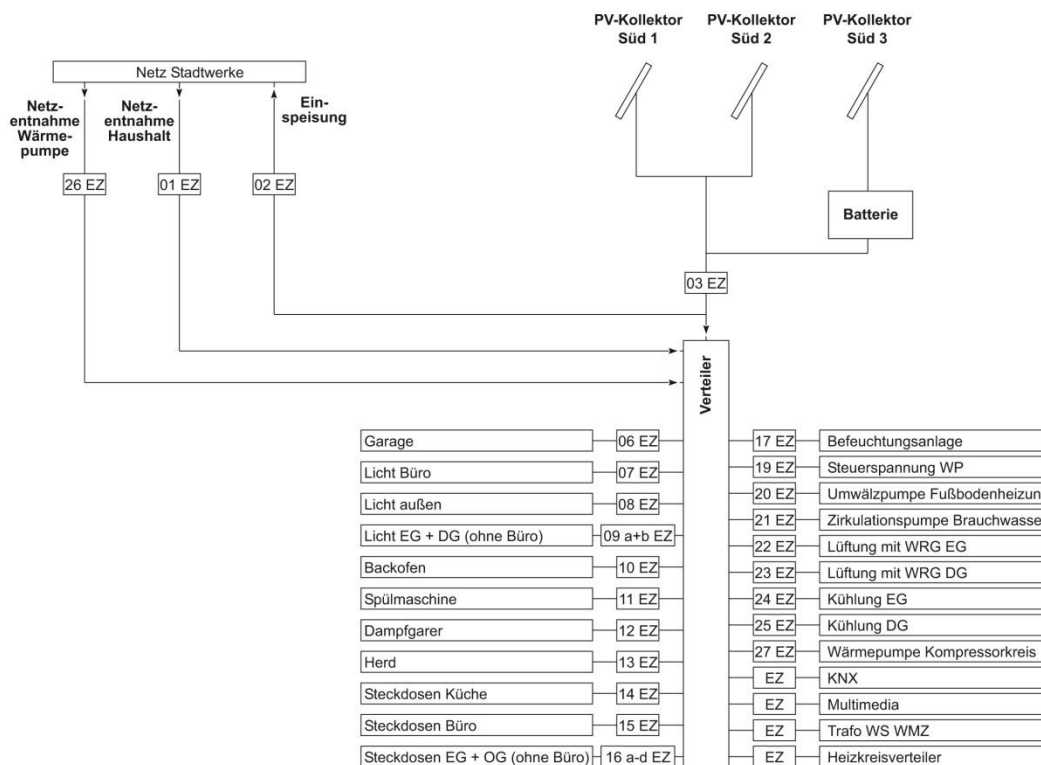 PV-Kollektor
Süd 1
PV-Kollektor
Süd 2
PV-Kollektor
Süd 3
Netz Stadtwerke
Netz-
entnahme
Wärme-
pumpe
Netz-
entnahme
Haushalt
Ein-
speisung
26 EZ
01 EZ
02 EZ
Batterie
03 EZ
Verteiler
Garage
06 EZ
Licht Büro
07 EZ
Licht außen
08 EZ
Licht EG + DG (ohne Büro)
09 a+b EZ
Backofen
10 EZ
Spülmaschine
11 EZ
Dampfgarer
12 EZ
Herd
13 EZ
Steckdosen Küche
14 EZ
Steckdosen Büro
15 EZ
Steckdosen EG + OG (ohne Büro)
16 a-d EZ
17 EZ
Befeuchtungsanlage
19 EZ
Steuerspannung WP
20 EZ
Umwälzpumpe Fußbodenheizun
21 EZ
Zirkulationspumpe Brauchwasse
22 EZ
Lüftung mit WRG EG
23 EZ
Lüftung mit WRG DG
24 EZ
Kühlung EG
25 EZ
Kühlung DG
27 EZ
Wärmepumpe Kompressorkreis
EZ
KNX
EZ
Multimedia
EZ
Trafo WS WMZ
EZ
Heizkreisverteiler